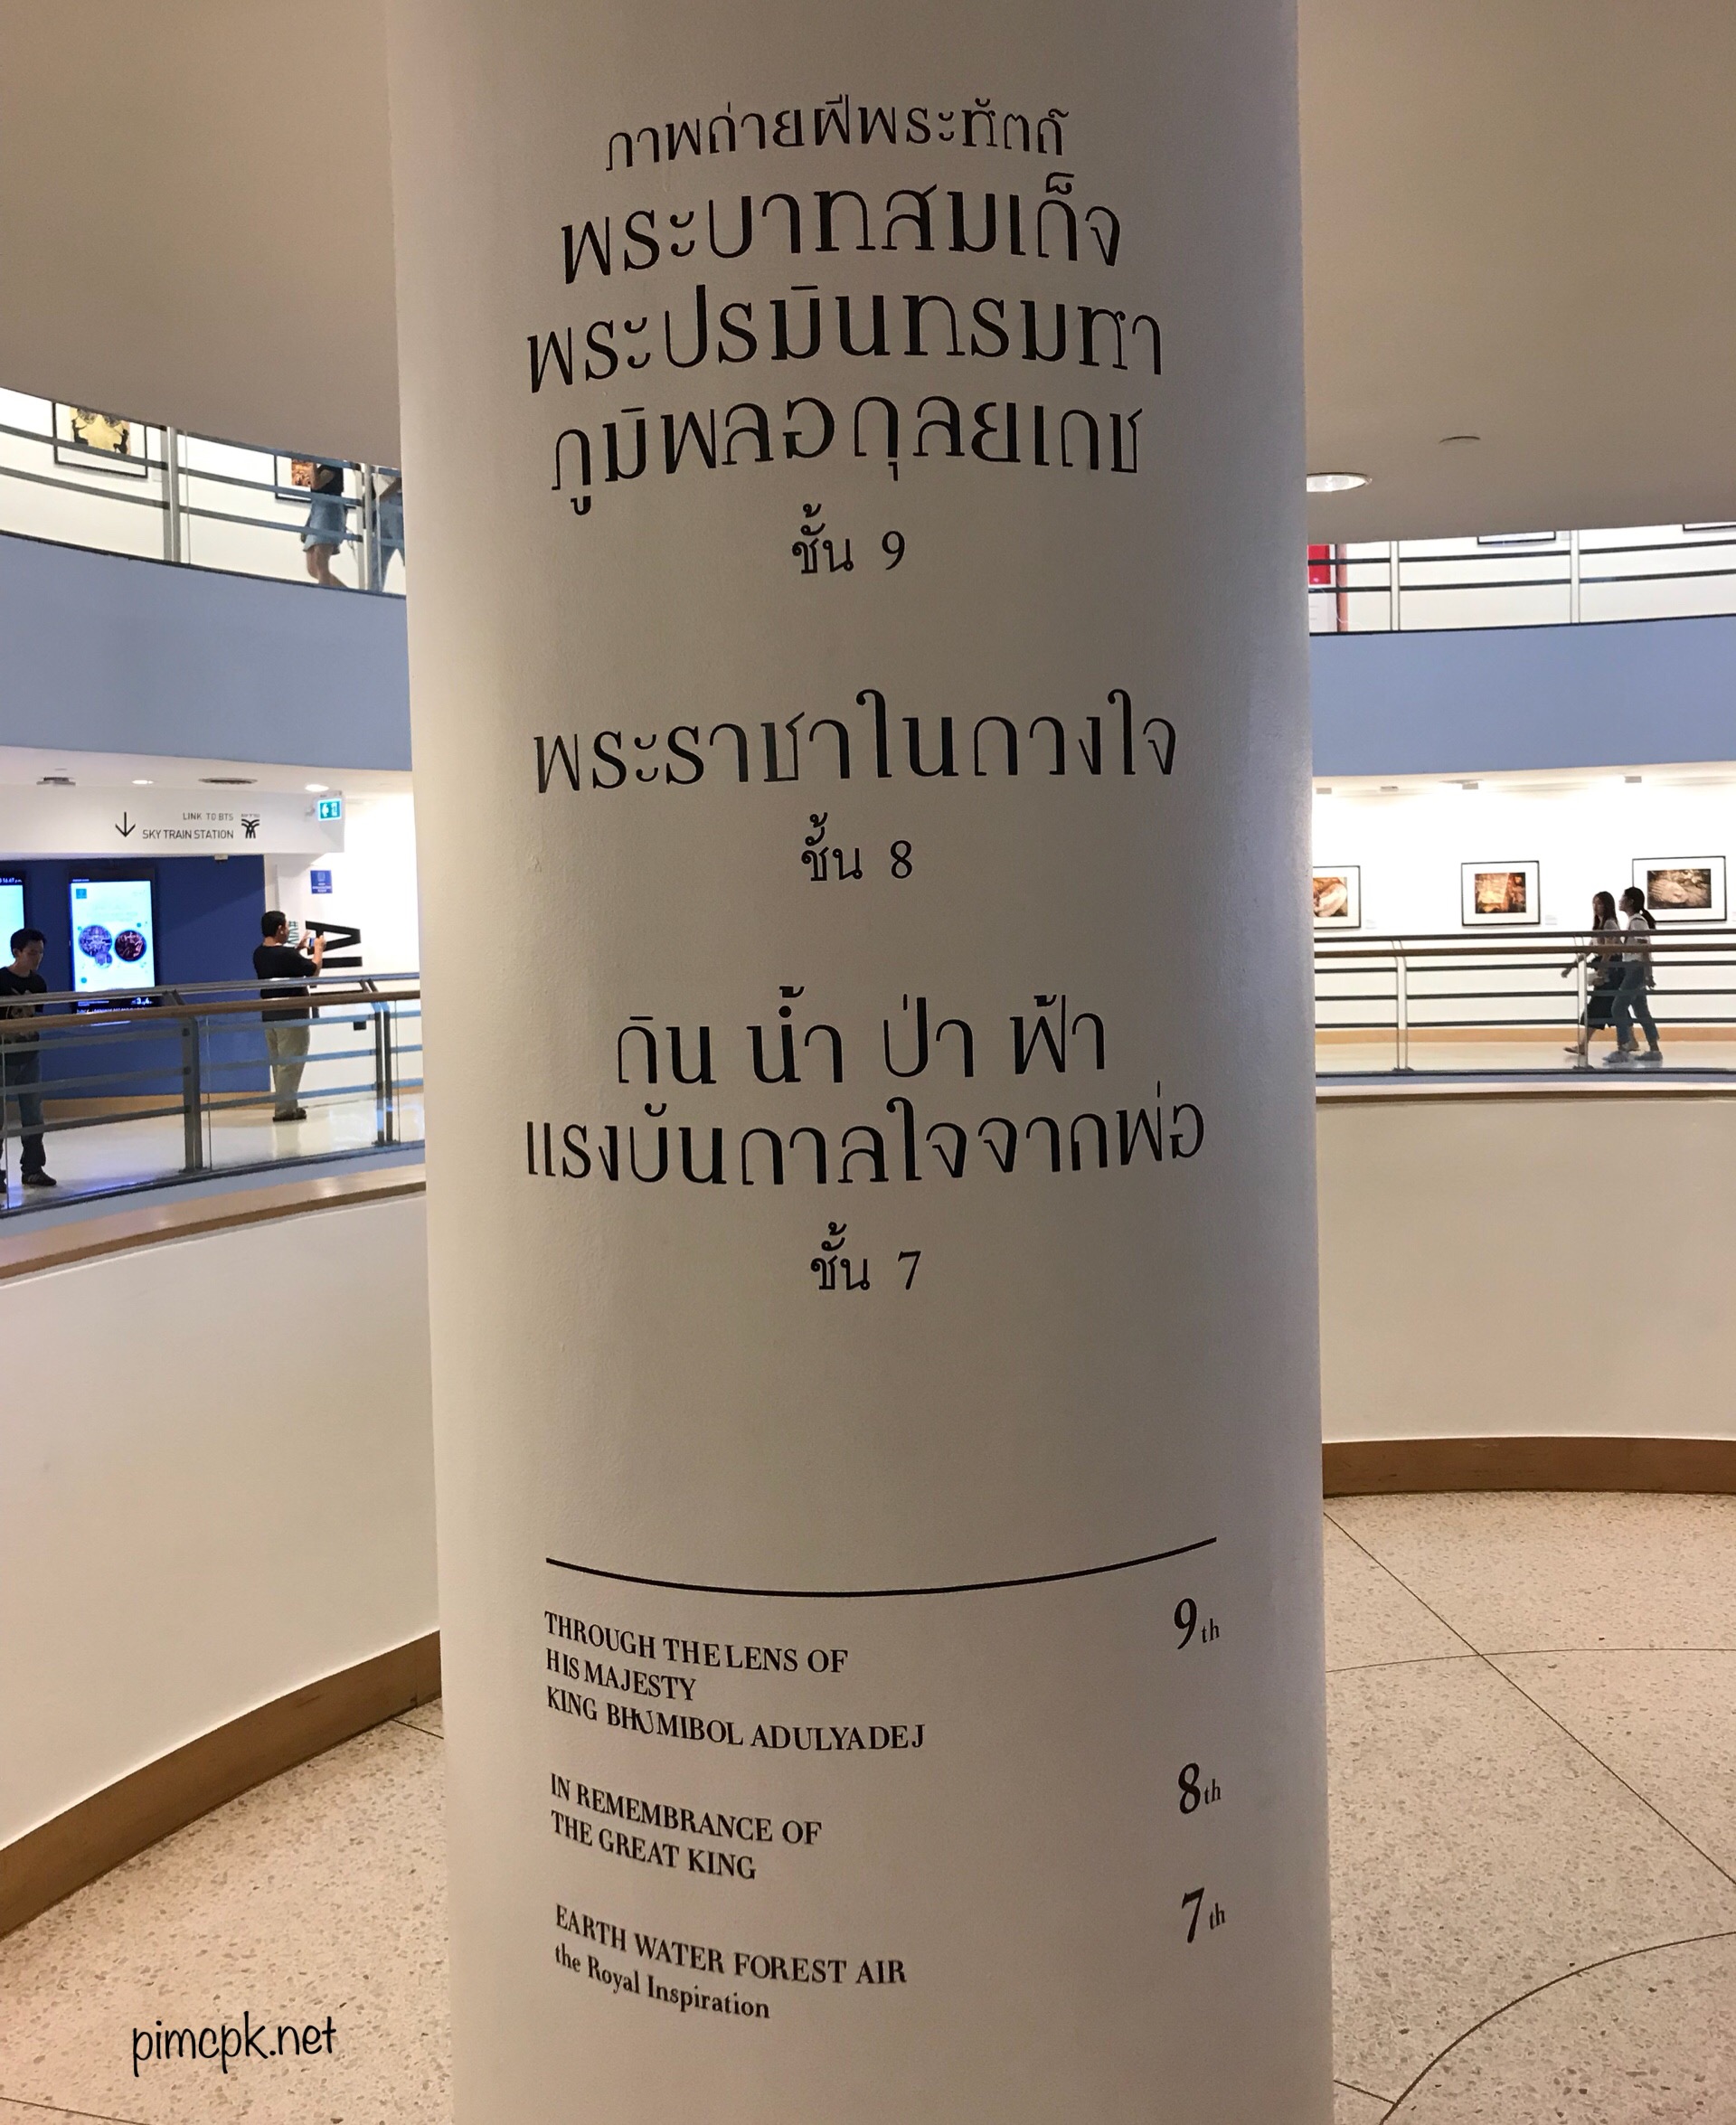 ภาพถ่ายฝีพระหัตถ์
พระบาทสมเด็จ
พระปรมินทรมหา
ภูมิพลอดุลยเดช
ชั้น 9
พระราชาในดวงใจ
ชั้น 8
ดิน น้ำ ป่า ฟ้า
แรงบันดาลใจจากพ่อ
ชั้น 7
THROUGH THE LENS OF 9th
HIS MAJESTY
KING BHUMIBOL ADULYADEJ
IN REMEMBRANCE OF 8th
THE GREAT KING
EARTH WATER FOREST AIR 7th
the Royal Inspiration
LINK TO BTS
SKY TRAIN STATION
pimcpk.net